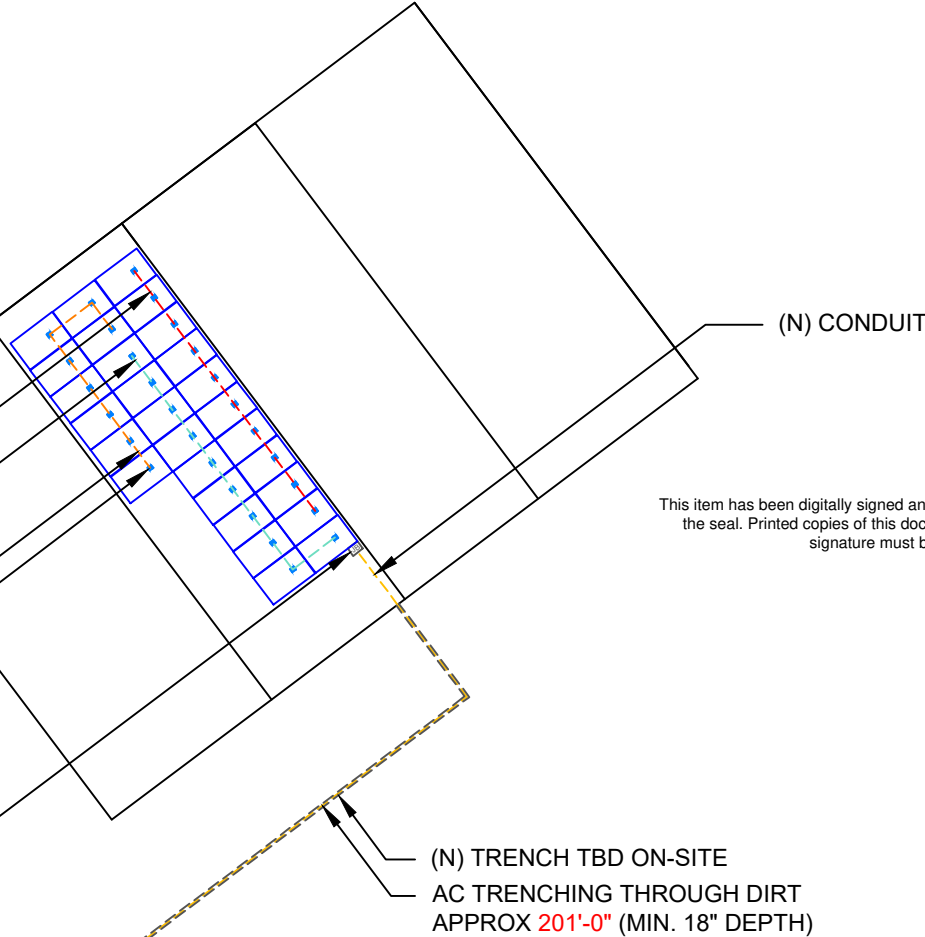 (N) CONDUIT
This item has been digitally signed an
the seal. Printed copies of this doc
signature must b
(N) TRENCH TBD ON-SITE
AC TRENCHING THROUGH DIRT
APPROX 201'-0" (MIN. 18" DEPTH)